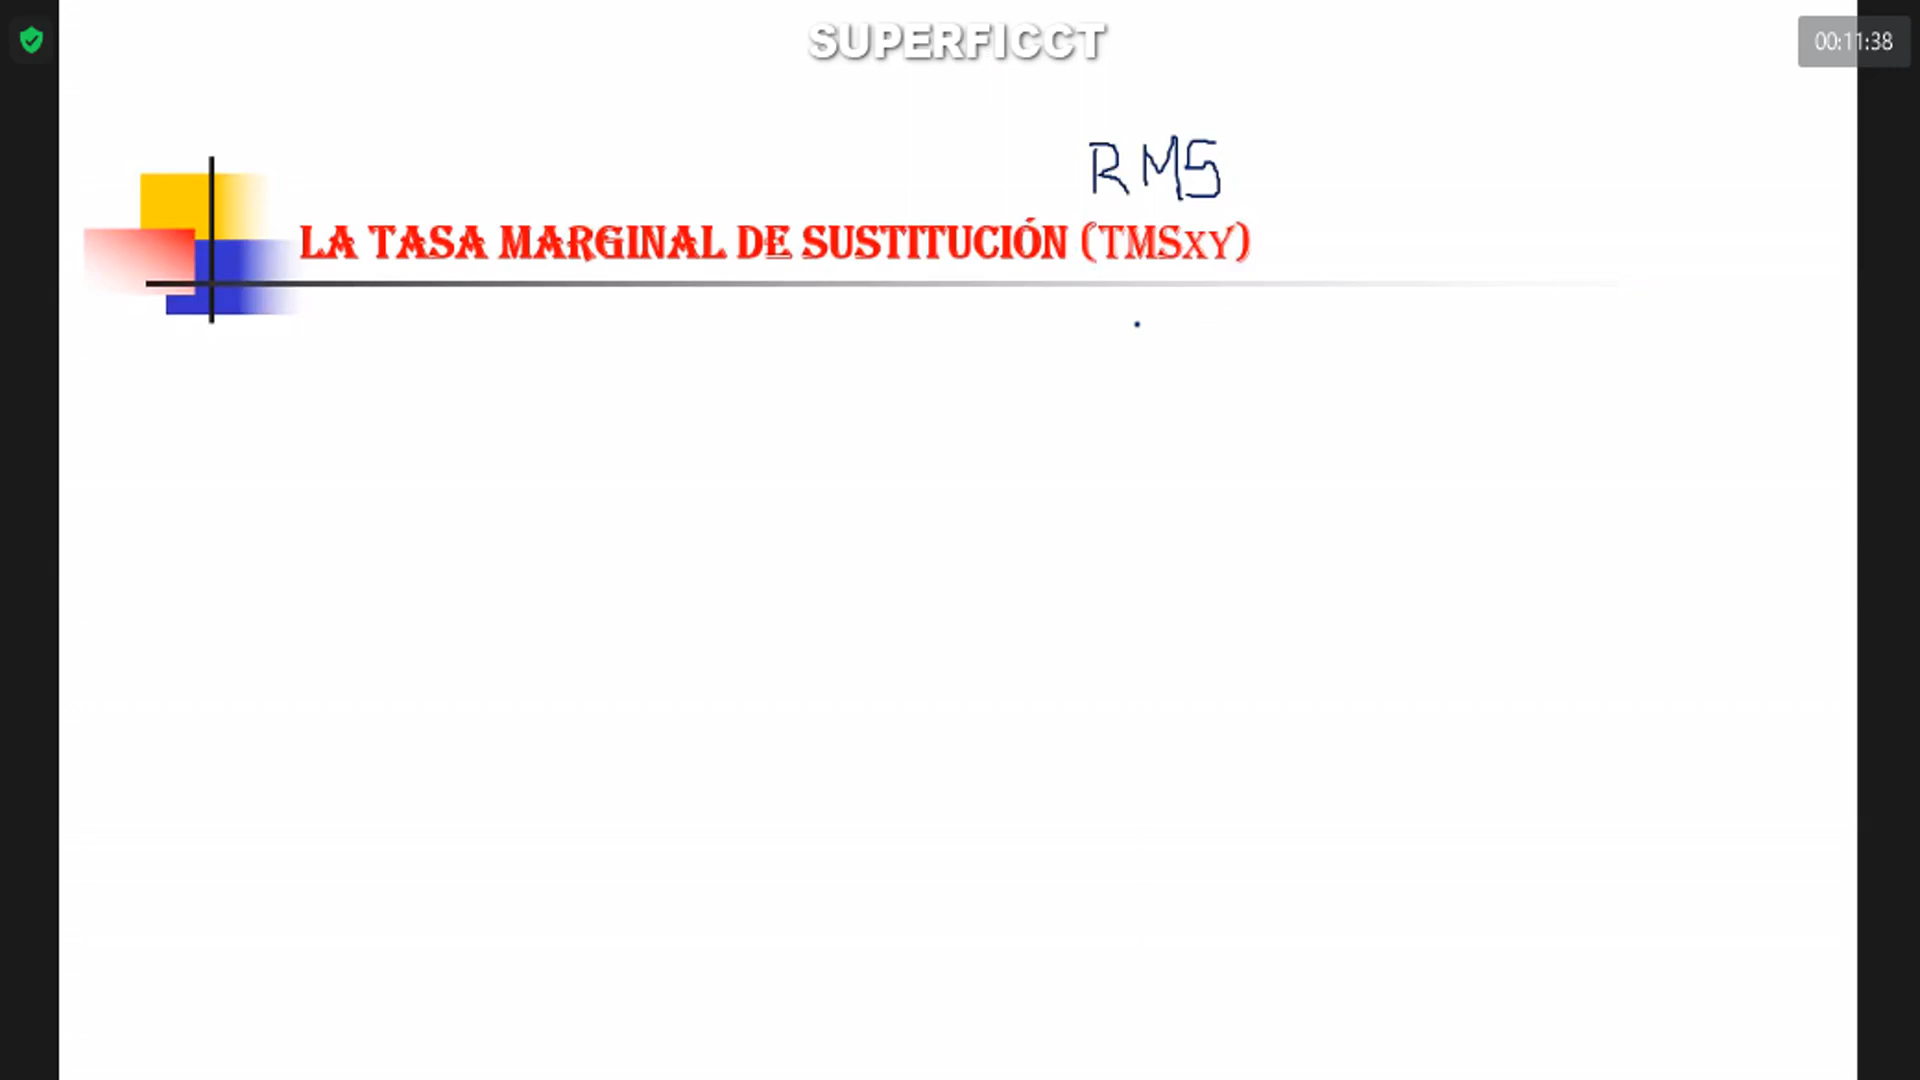 SUPERFICCT
00:11:38
RMS
LA TASA MARGINAL DE SUSTITUCIÓN (TMSXY)